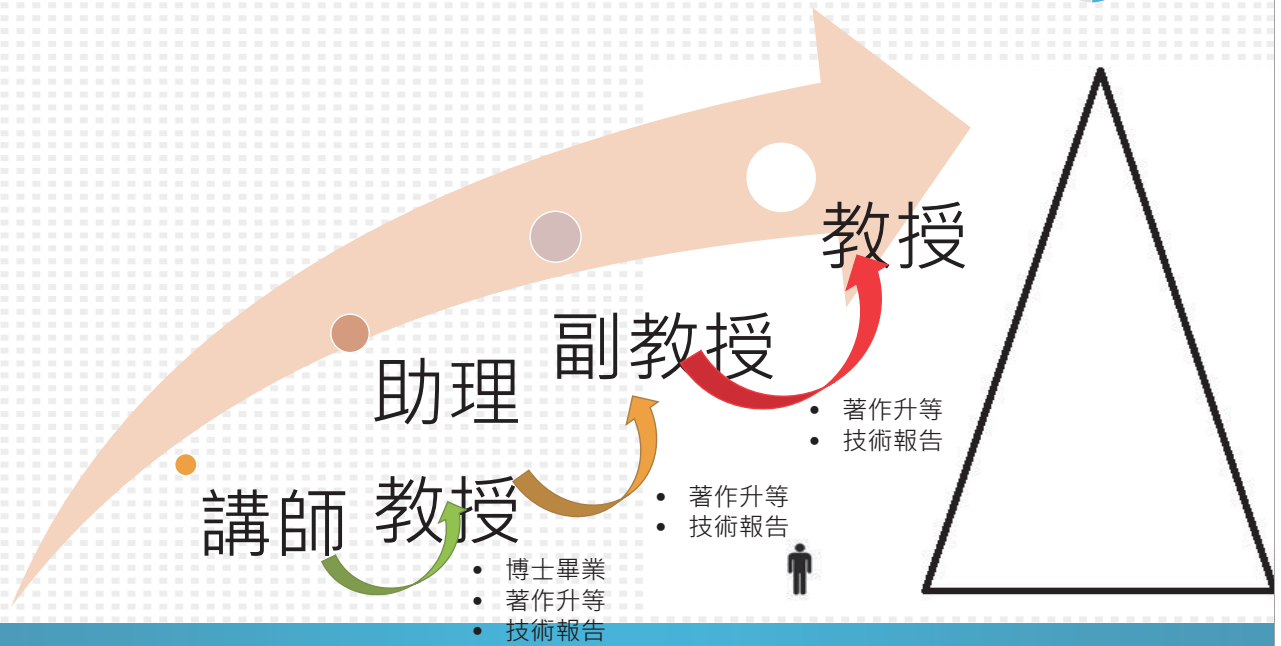 教授
副教授
助理
教授
講師
• 著作升等
• 技術報告
• 著作升等
• 技術報告
• 博士畢業
• 著作升等
• 技術報告